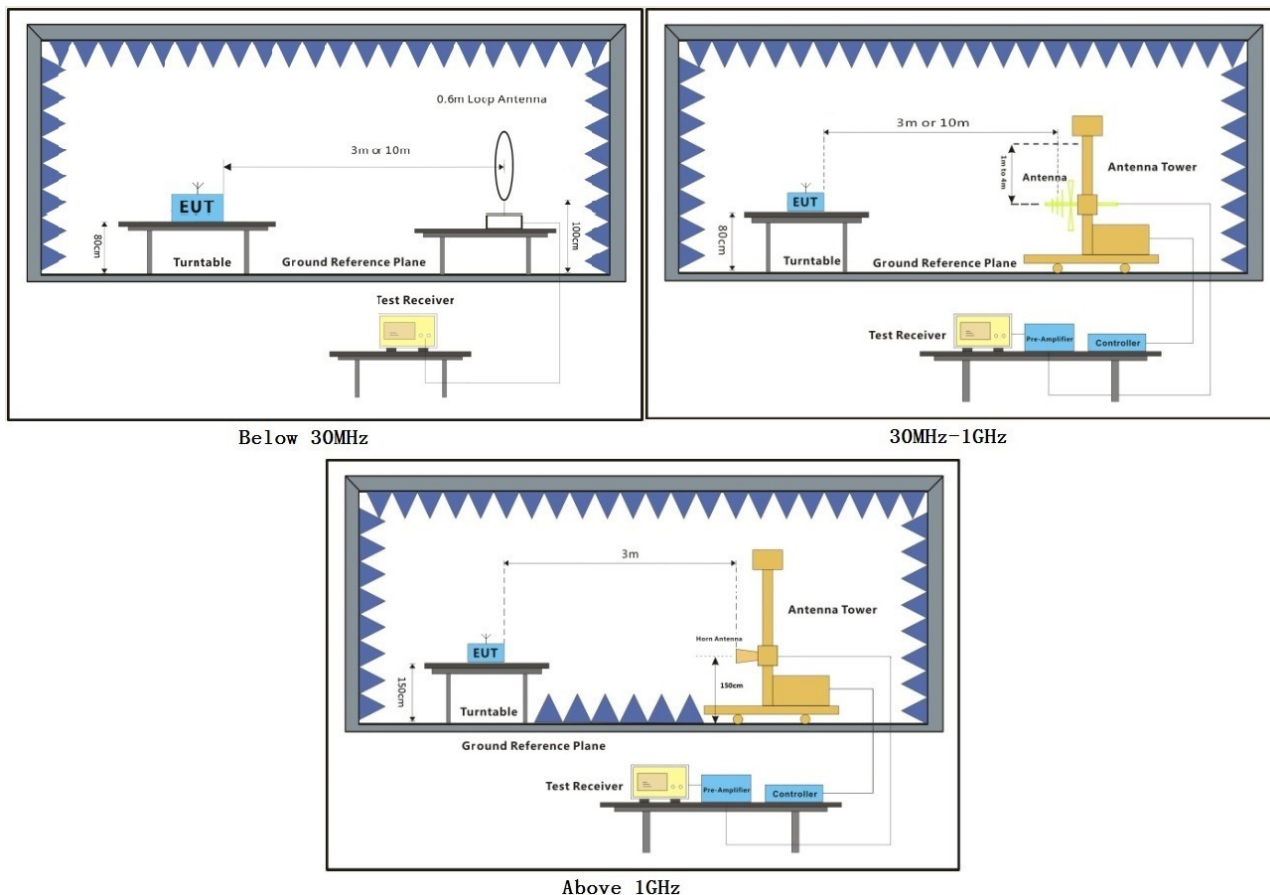 0.6m Loop Antenna
3m or 10m
EUT
80cm
100cm
Turntable
Ground Reference Plane
Test Receiver
Below 30MHz
3m or 10m
1m to 4m
Antenna
Antenna Tower
EUT
80cm
Turntable
Ground Reference Plane
Test Receiver
Pre-Amplifier
Controller
30MHz-1GHz
3m
Antenna Tower
Horn Antenna
EUT
150cm
150cm
Turntable
Ground Reference Plane
Test Receiver
Pre-Amplifier
Controller
Above 1GHz